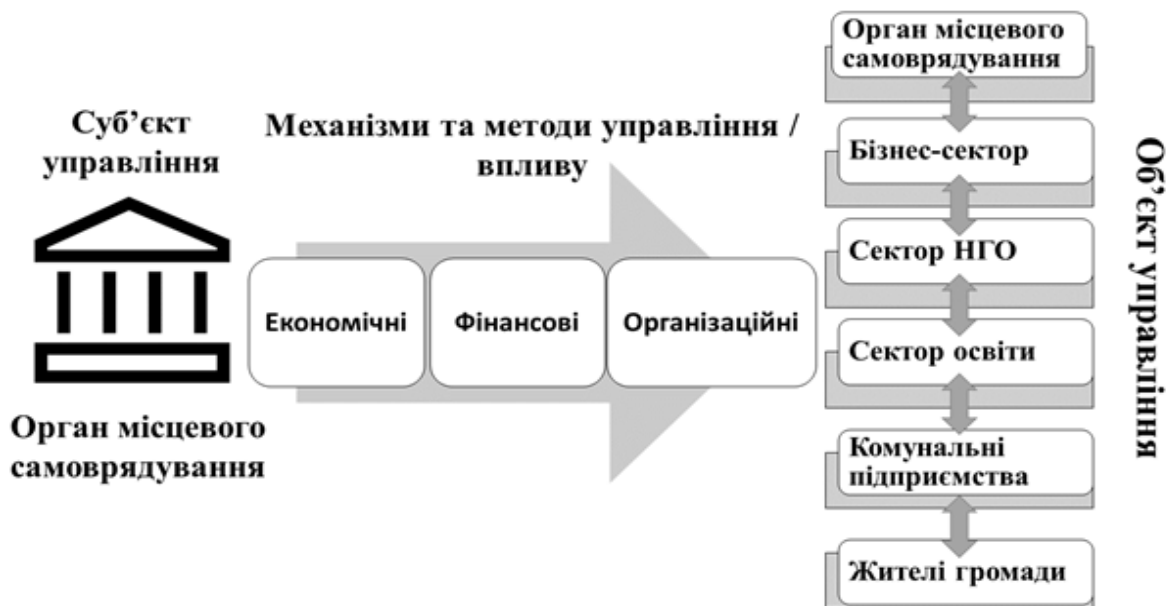 Суб’єкт
управління
Орган місцевого
самоврядування
Механізми та методи управління /
впливу
Економічні
Фінансові
Організаційні
Орган місцевого
самоврядування
Бізнес-сектор
Сектор НГО
Сектор освіти
Комунальні
підприємства
Жителі громади
Об’єкт управління